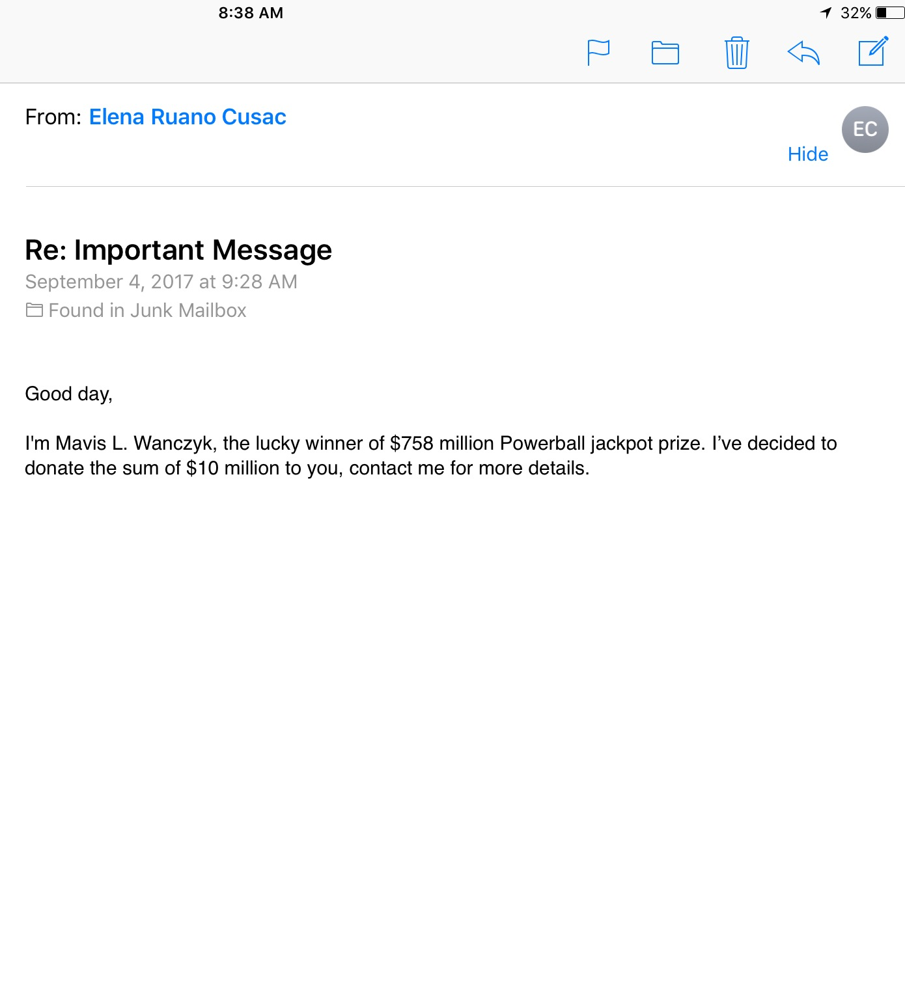 8:38 AM
32%
From: Elena Ruano Cusac
EC
Hide
Re: Important Message
September 4, 2017 at 9:28 AM
Found in Junk Mailbox
Good day,
I'm Mavis L. Wanczyk, the lucky winner of $758 million Powerball jackpot prize. I’ve decided to
donate the sum of $10 million to you, contact me for more details.